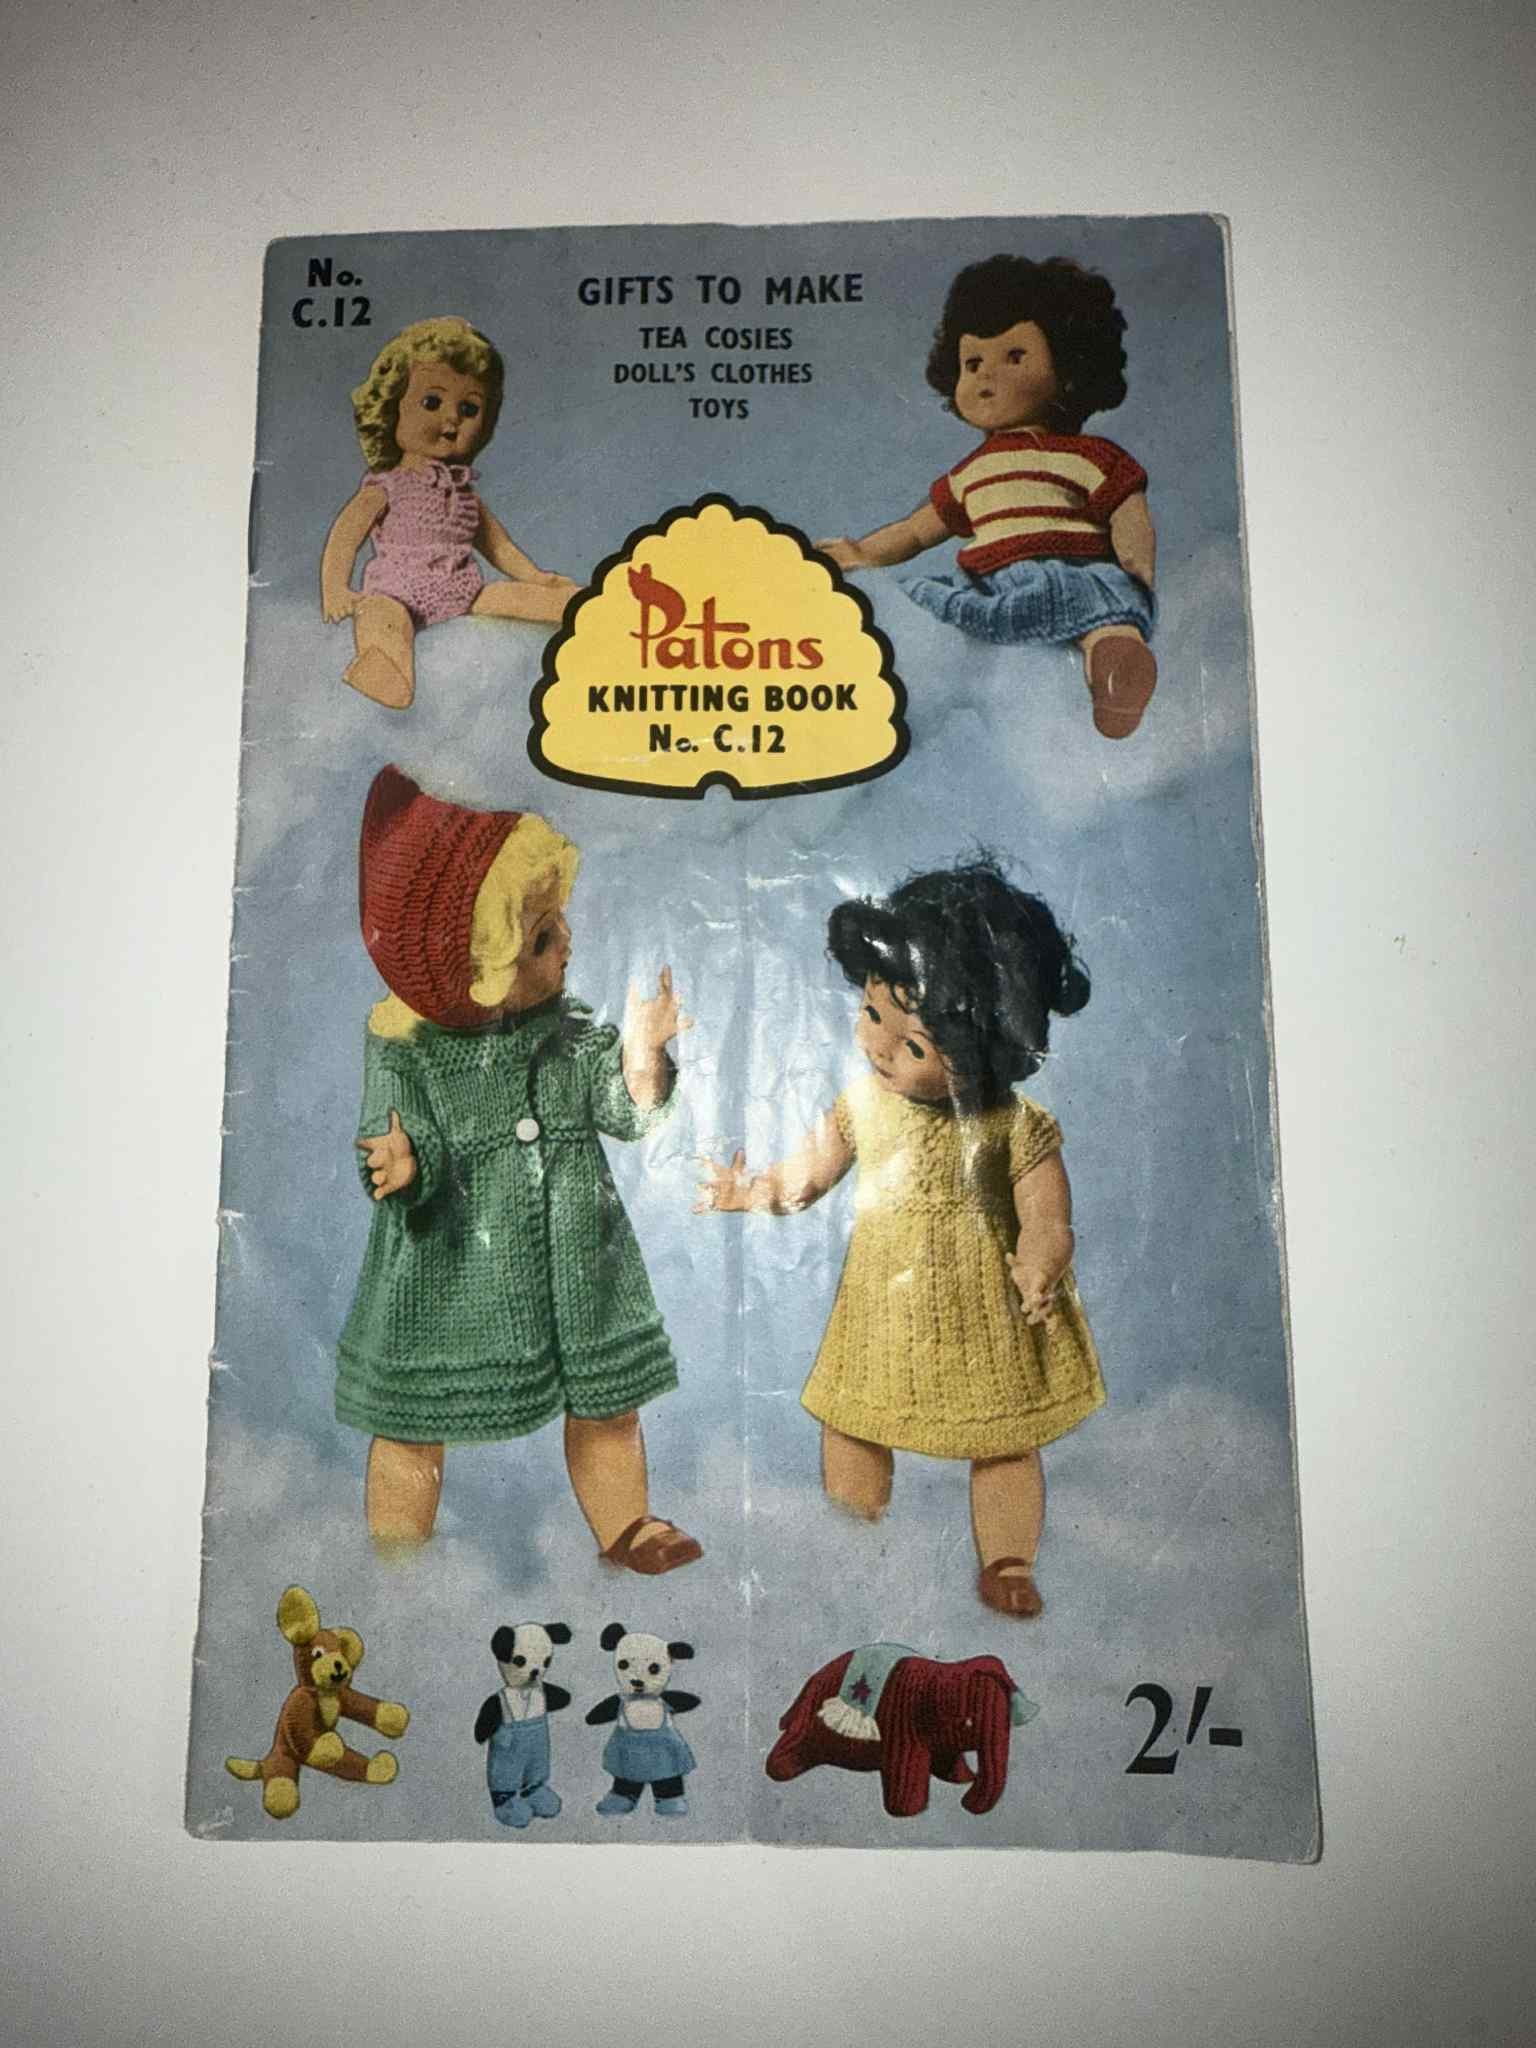 No.
C.12
GIFTS TO MAKE
TEA COSIES
DOLL'S CLOTHES
TOYS
Patons
KNITTING BOOK
No. C.12
2/-